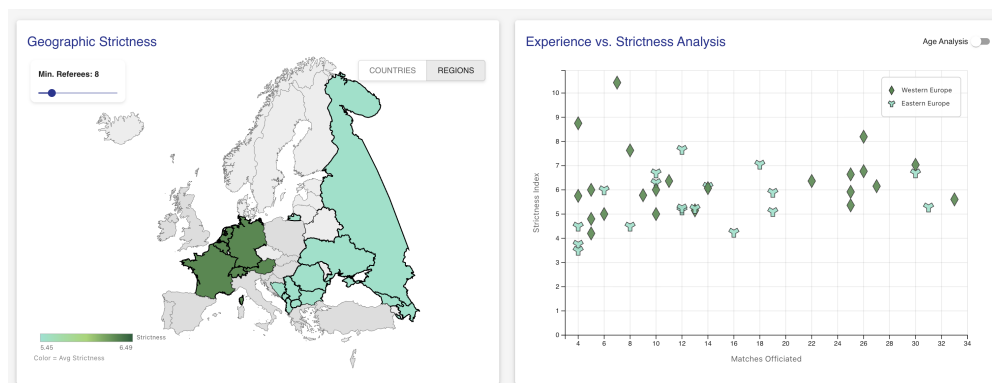 Geographic Strictness
Min. Referees: 8
COUNTRIES
REGIONS
5.45
6.49
Strictness
Color = Avg Strictness
Experience vs. Strictness Analysis
Age Analysis
Western Europe
Eastern Europe
Strictness Index
10
9
8
7
6
5
4
3
2
1
0
4 6 8 10 12 14 16 18 20 22 24 26 28 30 32 34
Matches Officiated